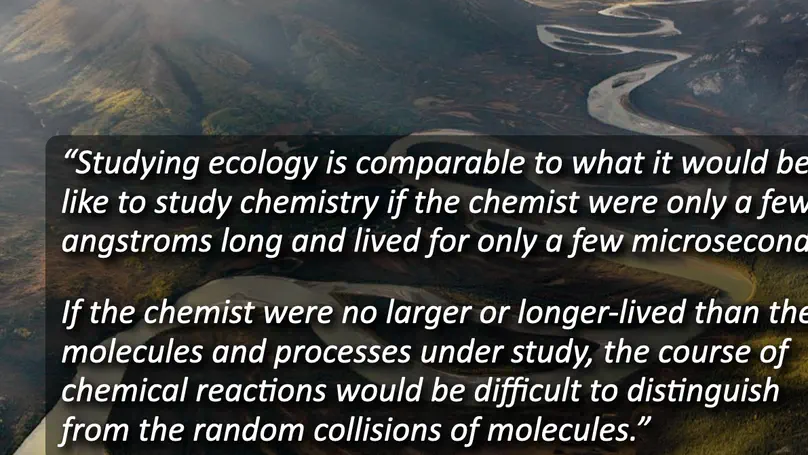 “Studying ecology is comparable to what it would be
like to study chemistry if the chemist were only a few
angstroms long and lived for only a few microsecond
If the chemist were no larger or longer-lived than the
molecules and processes under study, the course of
chemical reactions would be difficult to distinguish
from the random collisions of molecules.”